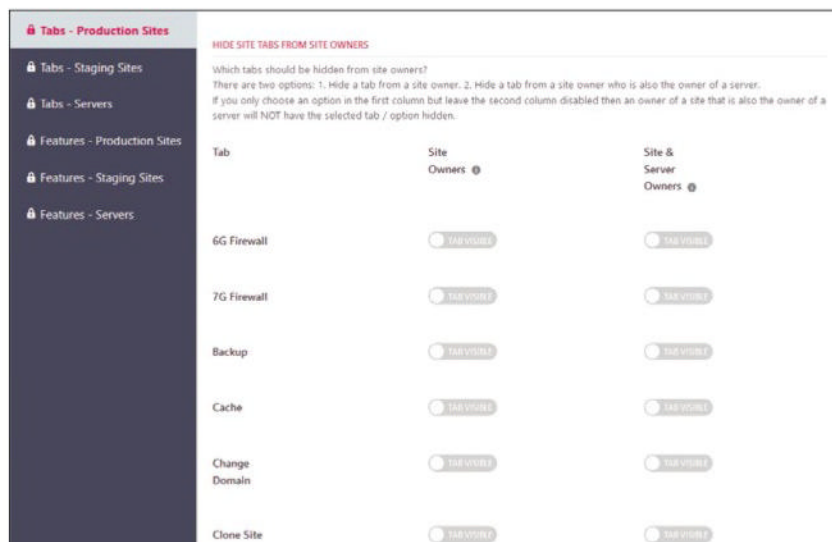 Tabs - Production Sites
Tabs - Staging Sites
Tabs - Servers
Features - Production Sites
Features - Staging Sites
Features - Servers
HIDE SITE TABS FROM SITE OWNERS
Which tabs should be hidden from site owners?
There are two options: 1. Hide a tab from a site owner. 2. Hide a tab from a site owner who is also the owner of a server.
If you only choose an option in the first column but leave the second column disabled then an owner of a site that is also the owner of a
server will NOT have the selected tab / option hidden.
Tab Site Site &
Owners Server
Owners
6G Firewall TAB VISIBLE TAB VISIBLE
7G Firewall TAB VISIBLE TAB VISIBLE
Backup TAB VISIBLE TAB VISIBLE
Cache TAB VISIBLE TAB VISIBLE
Change TAB VISIBLE TAB VISIBLE
Domain
Clone Site TAB VISIBLE TAB VISIBLE